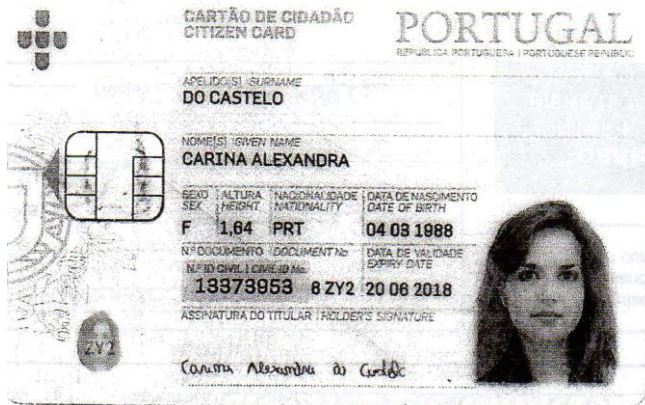 CARTÃO DE CIDADÃO
CITIZEN CARD
PORTUGAL
REPÚBLICA PORTUGUESA | PORTUGUESE REPUBLIC
APELIDO[S] SURNAME
DO CASTELO
NOME[S] GIVEN NAME
CARINA ALEXANDRA
SEXO ALTURA NACIONALIDADE DATA DE NASCIMENTO
SEX HEIGHT NATIONALITY DATE OF BIRTH
F 1,64 PRT 04 03 1988
N.º DOCUMENTO DOCUMENT No. DATA DE VALIDADE
N.º ID CIVIL | CIVIL ID No. EXPIRY DATE
13373953 8 ZY2 20 06 2018
ASSINATURA DO TITULAR HOLDER'S SIGNATURE
ZY2
Carina Alexandra do Castelo